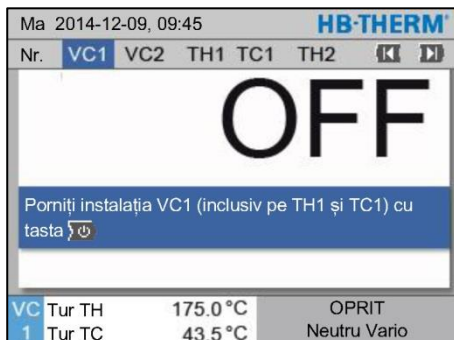 Ma 2014-12-09, 09:45 HB-THERM®
Nr. VC1 VC2 TH1 TC1 TH2
OFF
Porniți instalația VC1 (inclusiv pe TH1 și TC1) cu
tasta
VC Tur TH 175.0 °C OPRIT
1 Tur TC 43.5 °C Neutru Vario